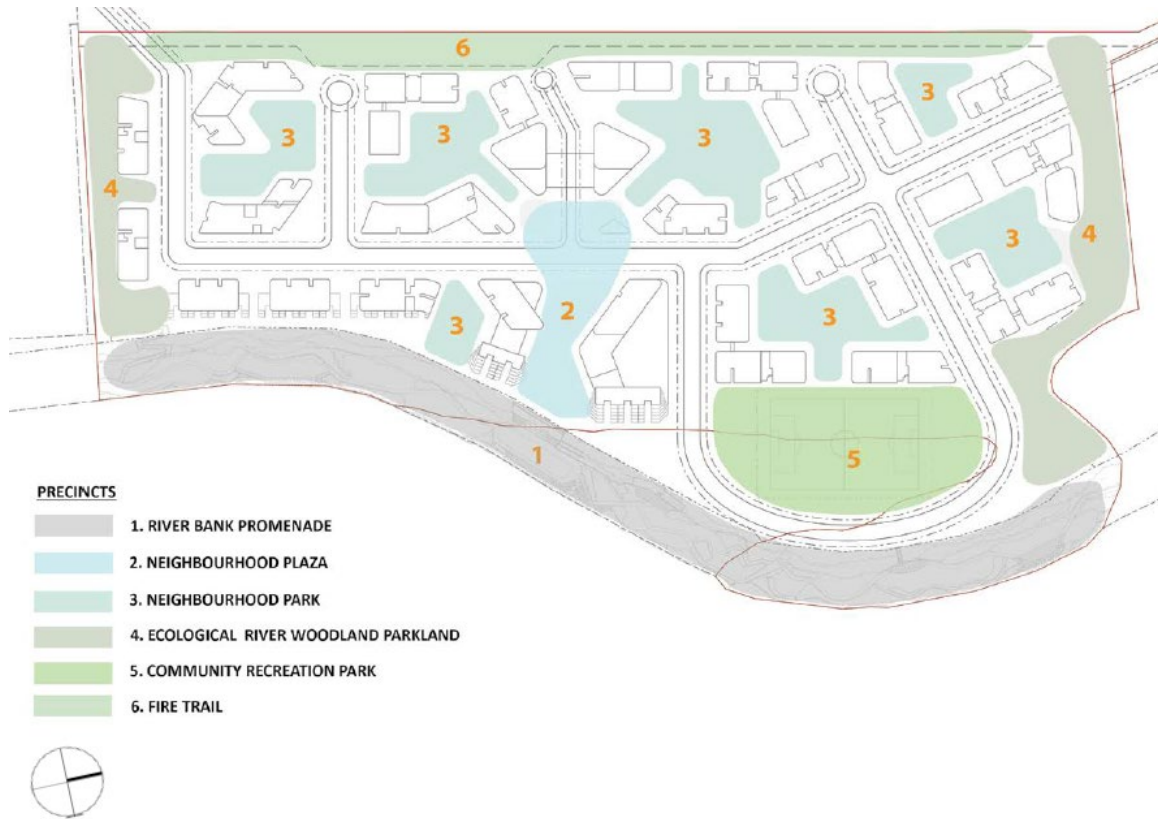 6
3
3
3
3
4
3
4
2
3
3
1
5
PRECINCTS
1. RIVER BANK PROMENADE
2. NEIGHBOURHOOD PLAZA
3. NEIGHBOURHOOD PARK
4. ECOLOGICAL RIVER WOODLAND PARKLAND
5. COMMUNITY RECREATION PARK
6. FIRE TRAIL